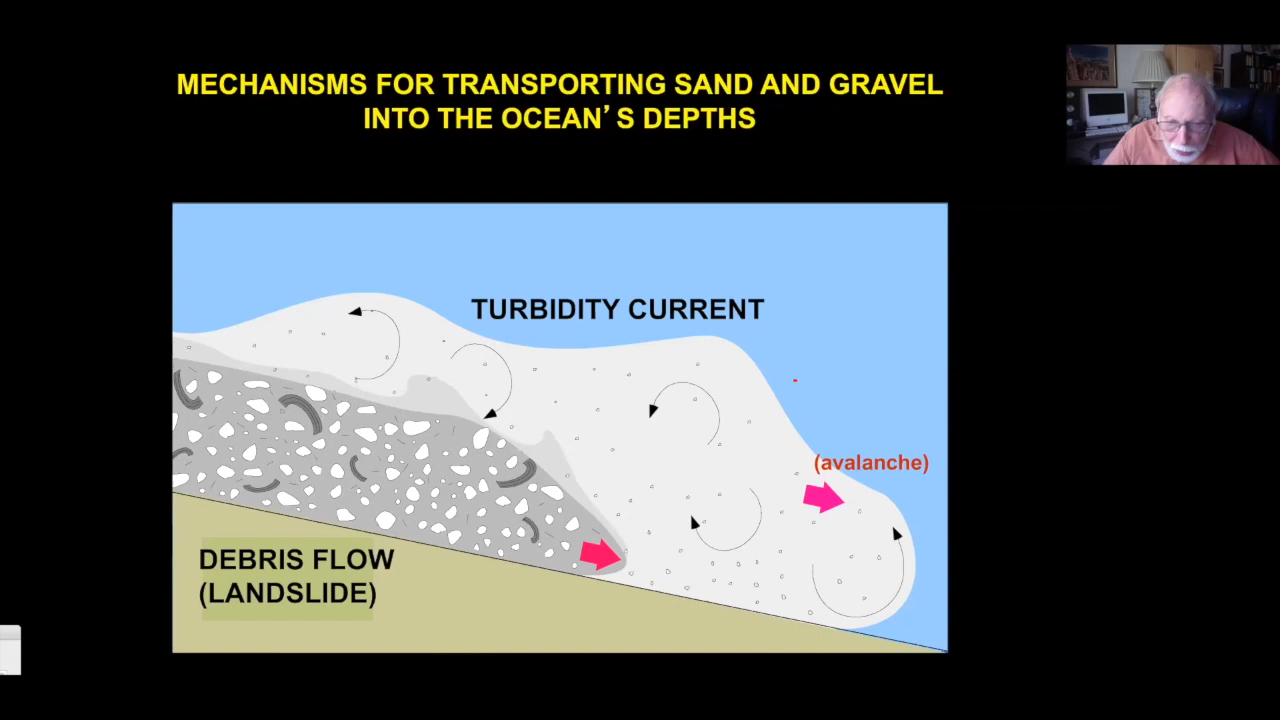 MECHANISMS FOR TRANSPORTING SAND AND GRAVEL
INTO THE OCEAN’S DEPTHS
TURBIDITY CURRENT
(avalanche)
DEBRIS FLOW
(LANDSLIDE)